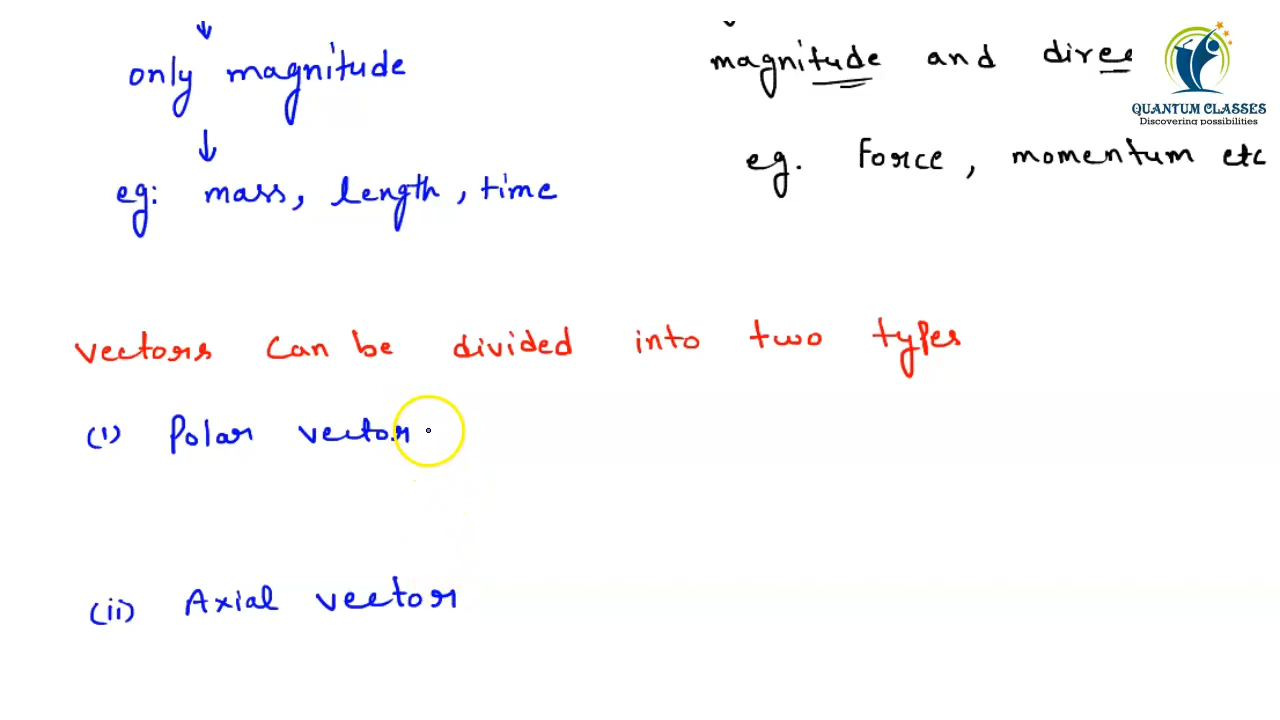 only magnitude
eg: mass, length, time
magnitude and direc
eg. Force, momentum etc
QUANTUM CLASSES
Discovering possibilities
vectors can be divided into two types
(i) Polar vector
(ii) Axial vector